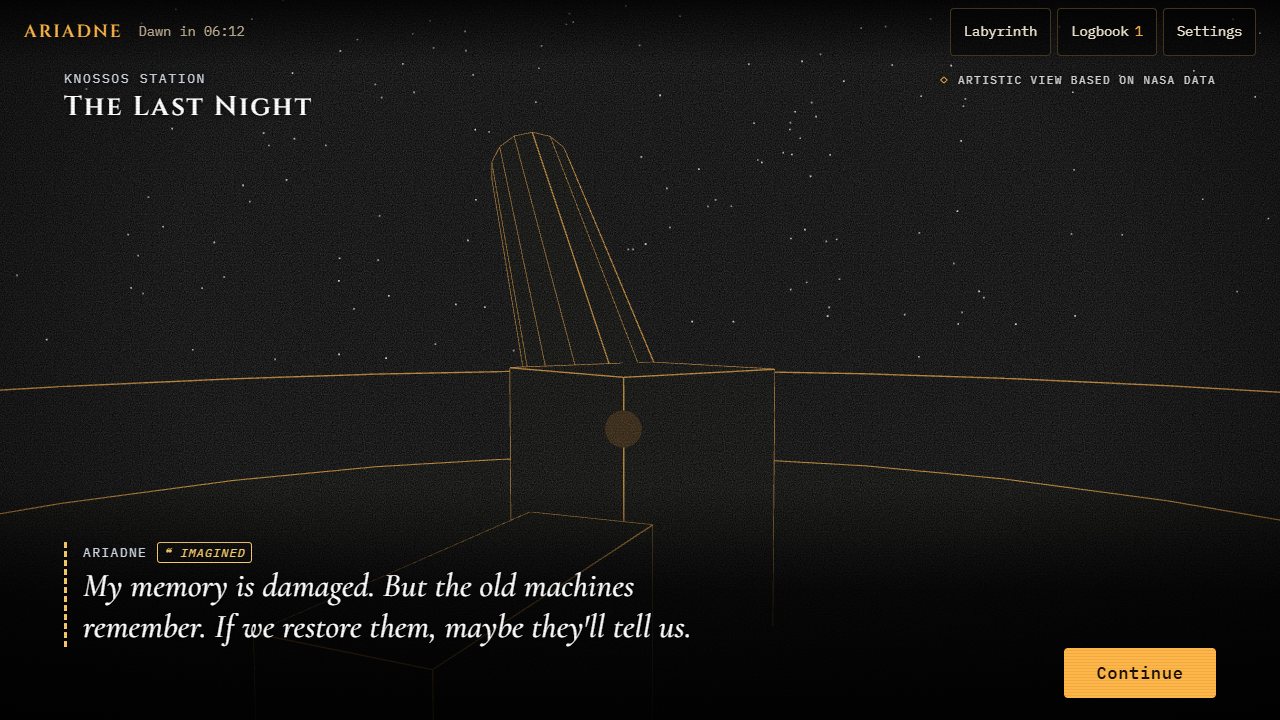 ARIADNE Dawn in 06:12 Labyrinth Logbook 1 Settings
KNOSSOS STATION
◇ ARTISTIC VIEW BASED ON NASA DATA
The Last Night
ARIADNE ❝ IMAGINED
My memory is damaged. But the old machines
remember. If we restore them, maybe they'll tell us.
Continue